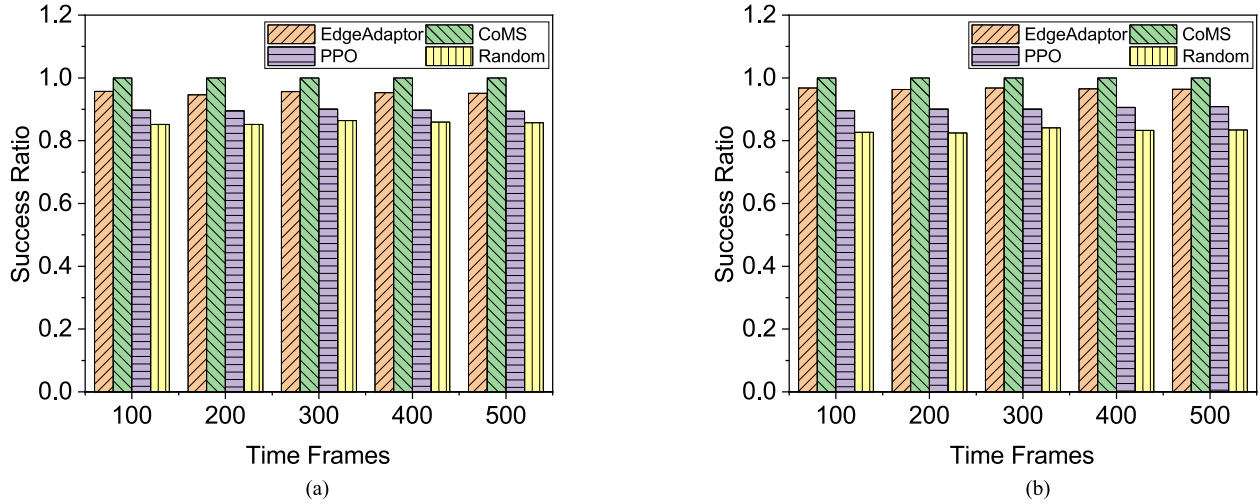 1.2
1.0
0.8
0.6
0.4
0.2
0.0
Success Ratio
EdgeAdaptor CoMS
PPO Random
100 200 300 400 500
Time Frames
(a)
1.2
1.0
0.8
0.6
0.4
0.2
0.0
Success Ratio
EdgeAdaptor CoMS
PPO Random
100 200 300 400 500
Time Frames
(b)